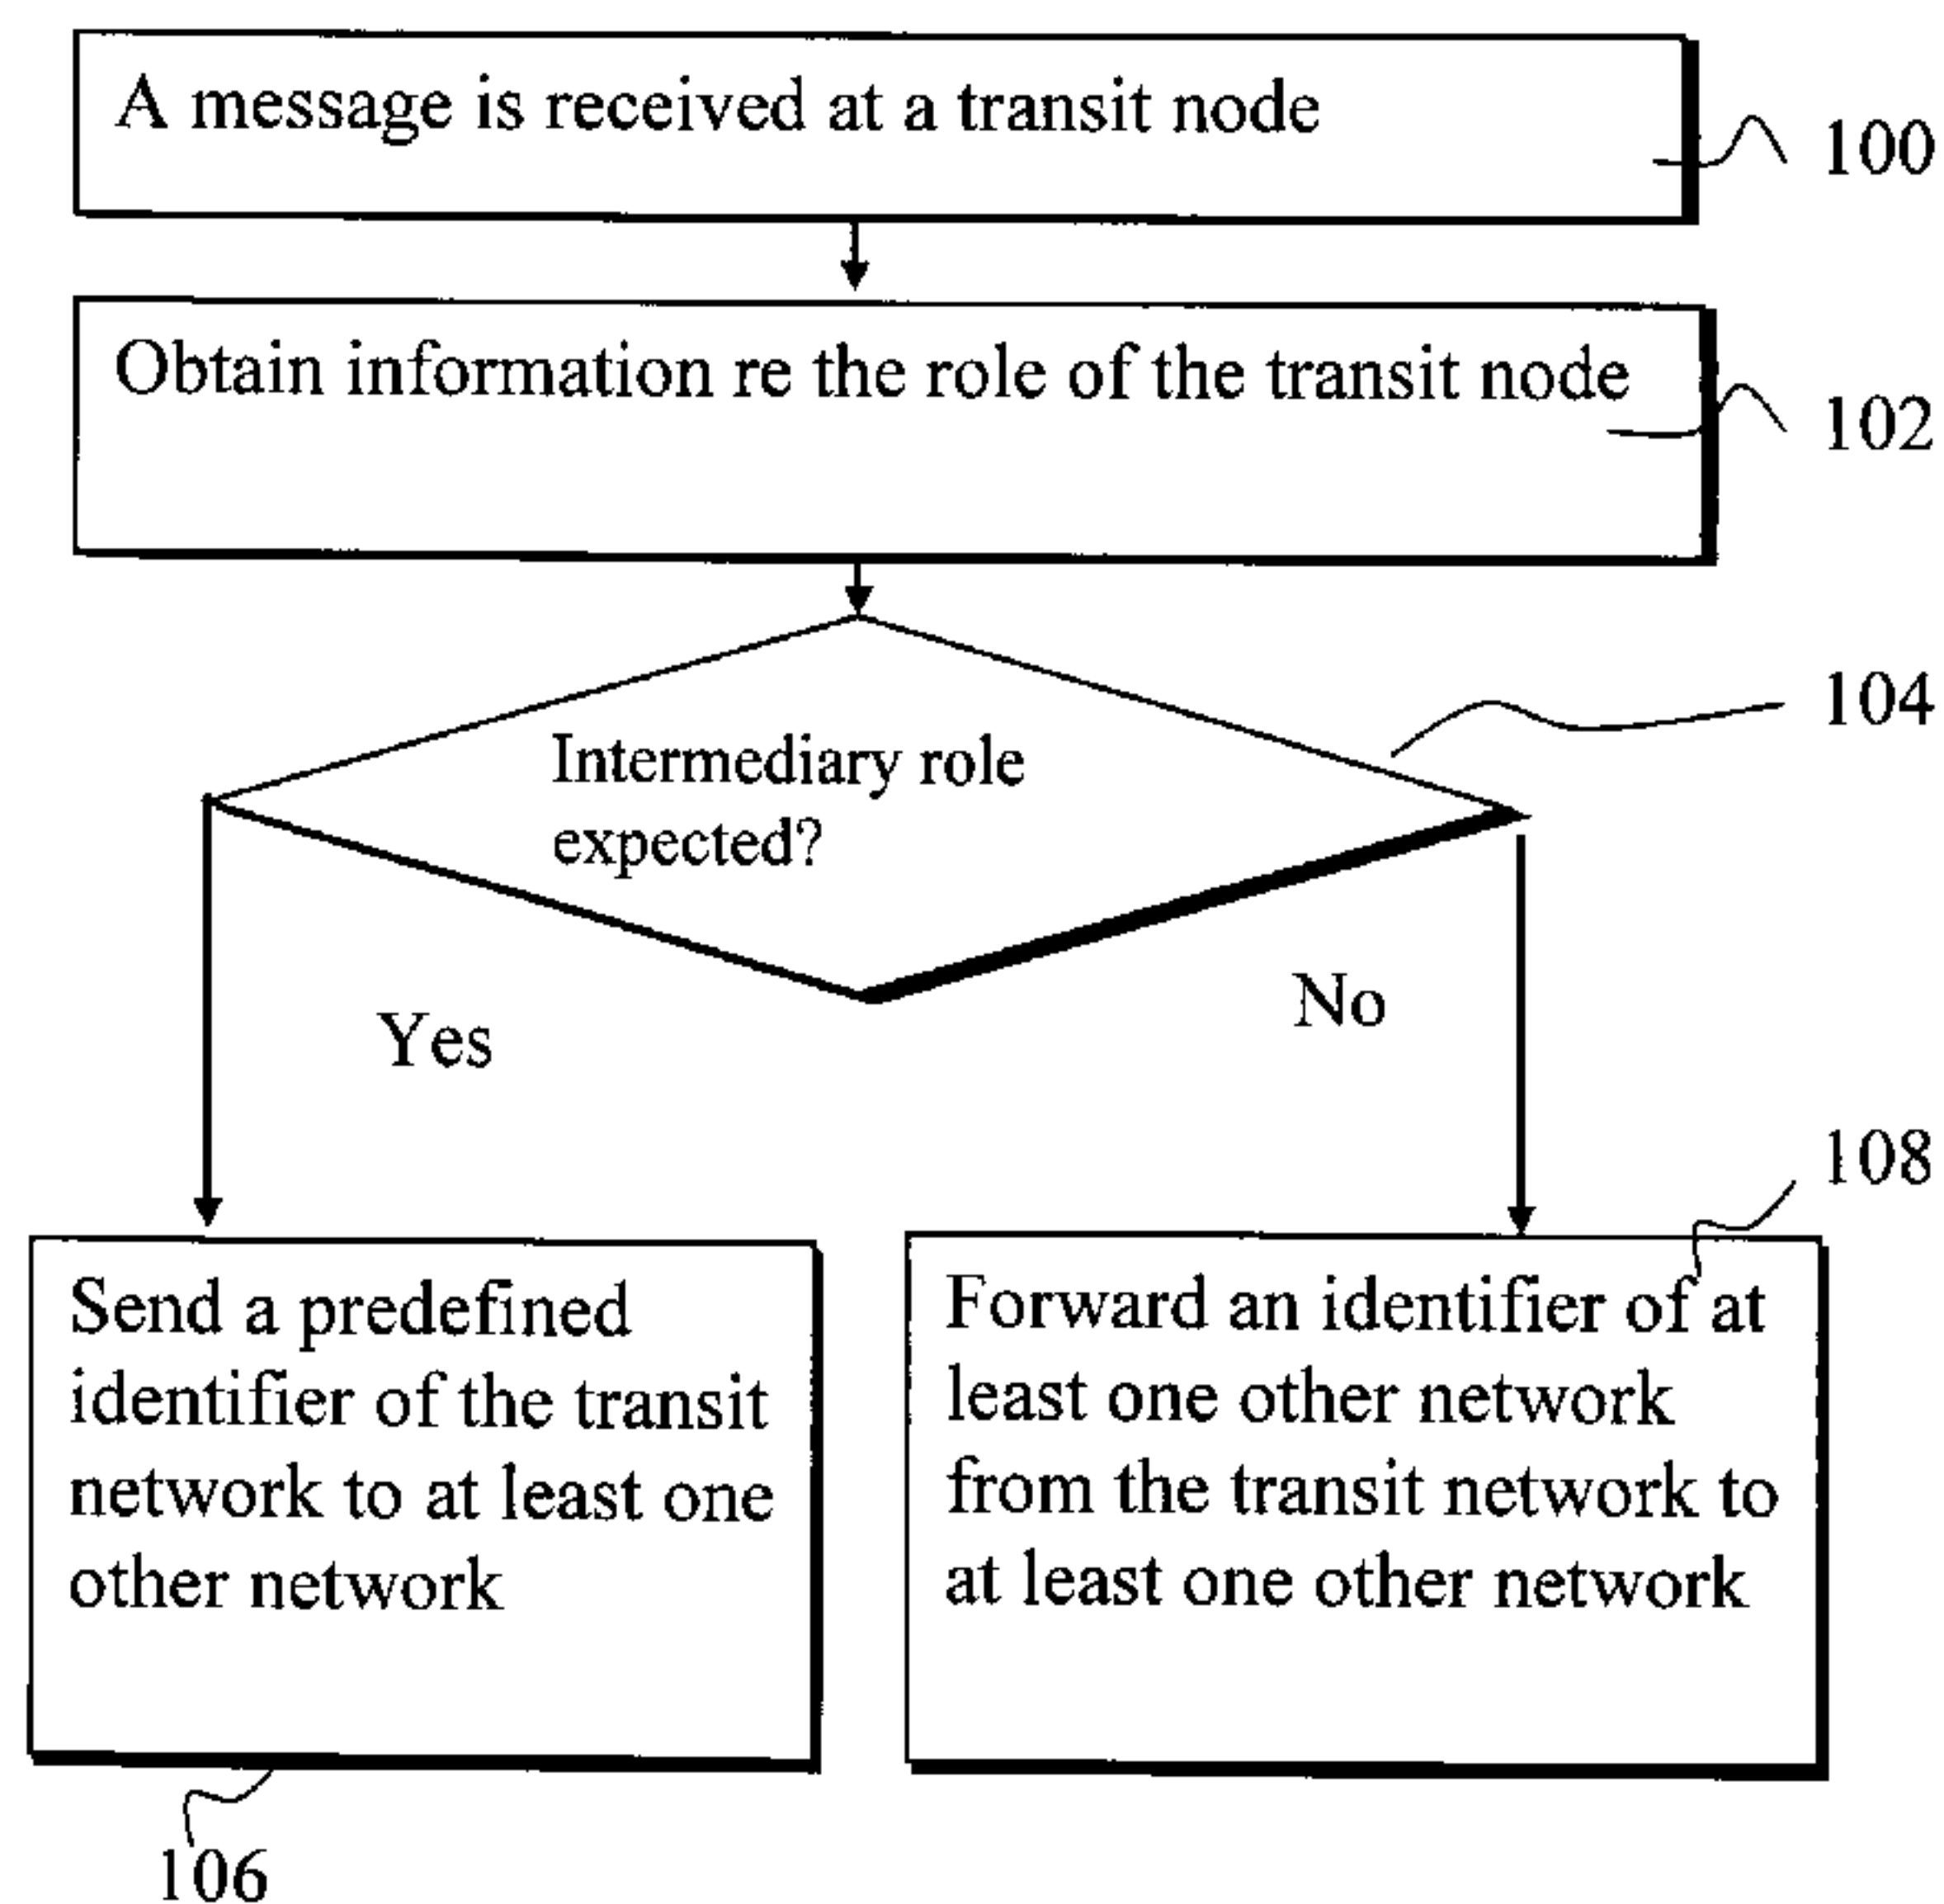 A message is received at a transit node
100
Obtain information re the role of the transit node
102
104
Intermediary role
expected?
Yes
No
108
Send a predefined
identifier of the transit
network to at least one
other network
Forward an identifier of at
least one other network
from the transit network to
at least one other network
106